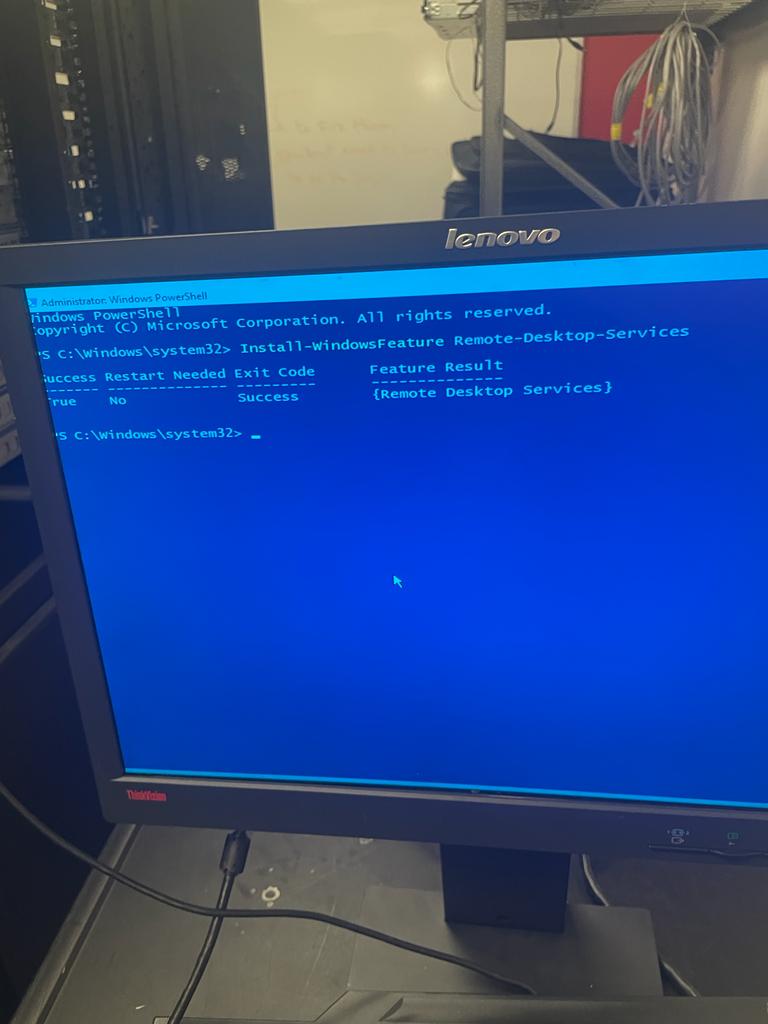 lenovo
Administrator: Windows PowerShell
Windows PowerShell
Copyright (C) Microsoft Corporation. All rights reserved.
PS C:\Windows\system32> Install-WindowsFeature Remote-Desktop-Services
Success Restart Needed Exit Code Feature Result
------- -------------- --------- --------------
True No Success {Remote Desktop Services}
PS C:\Windows\system32>
ThinkVision